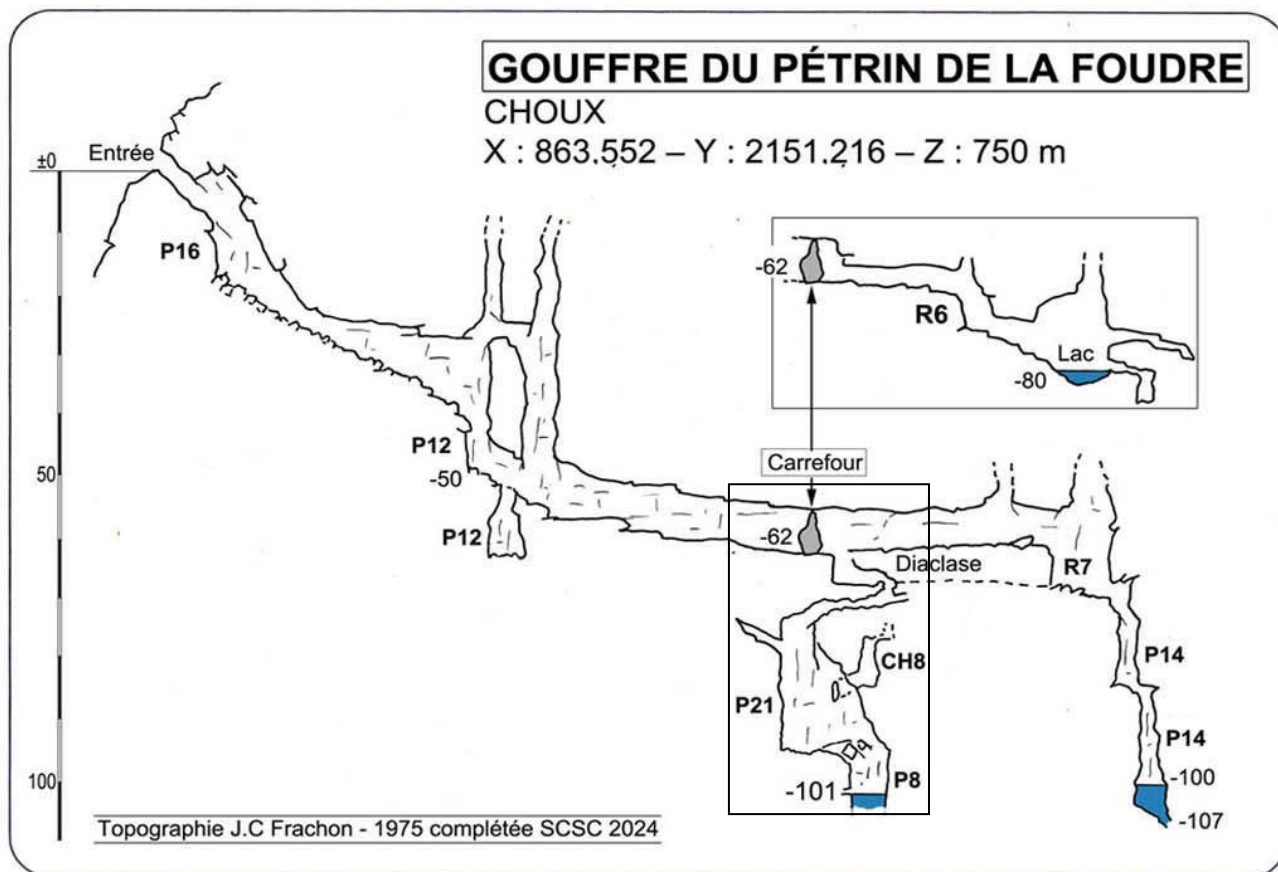 GOUFFRE DU PÉTRIN DE LA FOUDRE
CHOUX
X : 863.552 – Y : 2151.216 – Z : 750 m
Entrée
±0
P16
-62
R6
Lac
-80
P12
-50
50
Carrefour
P12
-62
Diaclase
R7
CH8
P14
P21
P14
P8
-100
100
-101
-107
Topographie J.C Frachon - 1975 complétée SCSC 2024